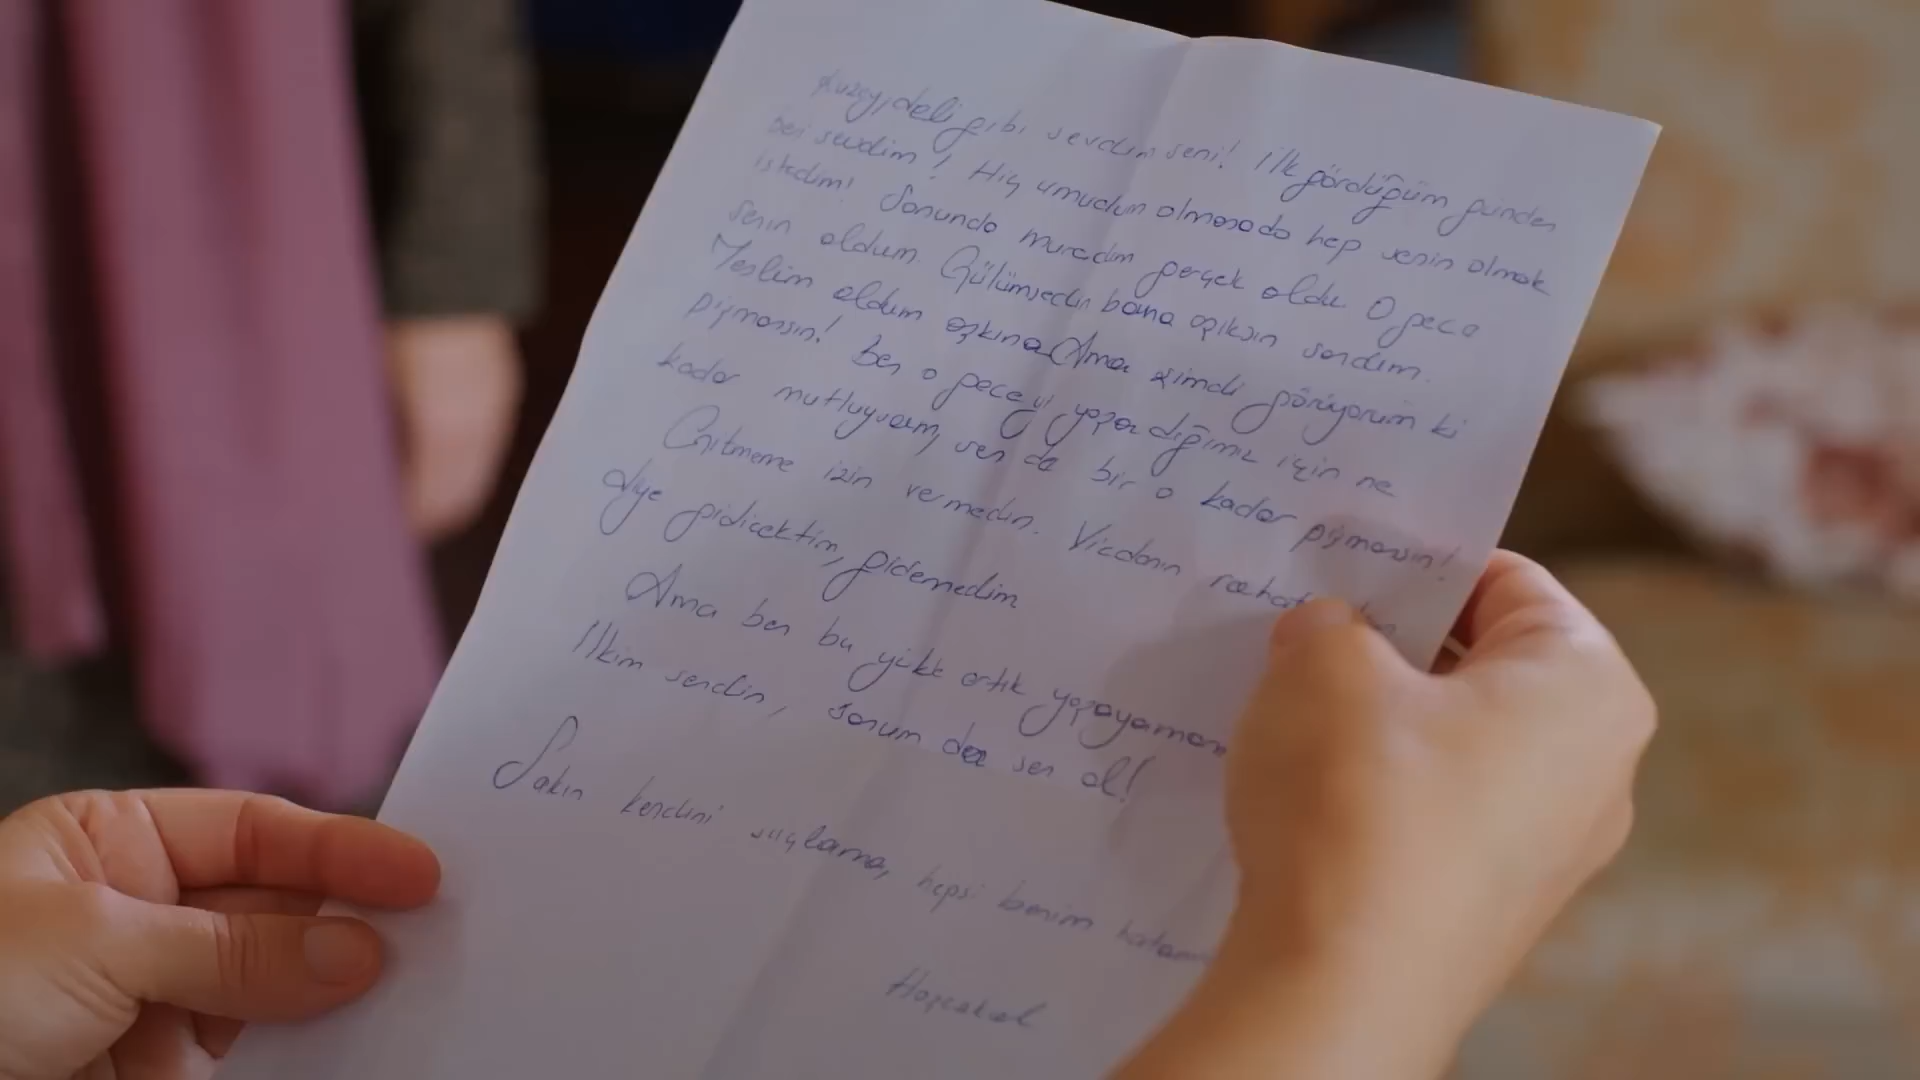 Kuzey, deli gibi sevdim seni! İlk gördüğüm günden
beri sevdim! Hiç umudum olmasada hep senin olmak
istedim! Sonunda muradım gerçek oldu. O gece
senin oldum. Gülümsedin bana aşıksın sandım.
Teslim oldum aşkına. Ama şimdi görüyorum ki
pişmansın! Ben o geceyi yaşadığımız için ne
kadar mutluysam, sen de bir o kadar pişmansın!
Gitmeme izin vermedin. Vicdanın rahat
diye gidicektim, gidemedim
Ama ben bu yükle artık yaşayamam
İlkim sendin, sonum da sen ol!
Sakın kendini suçlama, hepsi benim hatam
Hoşçakal